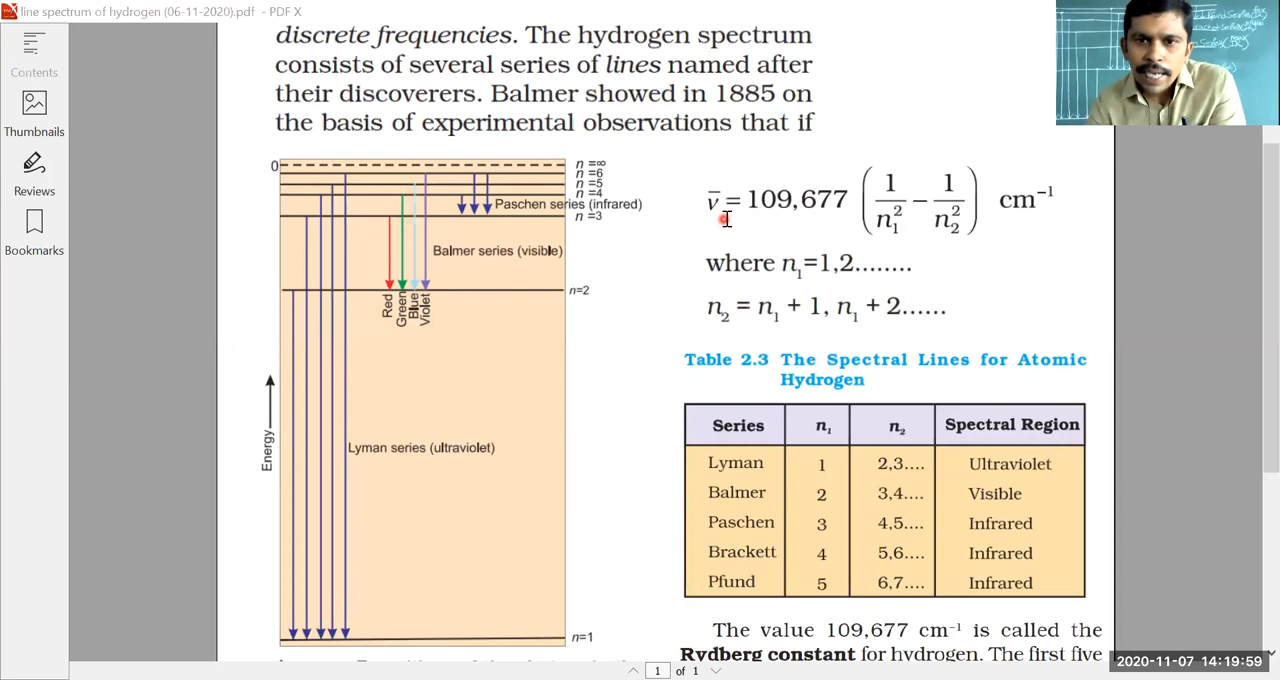 line spectrum of hydrogen (06-11-2020).pdf - PDF X
Contents
Thumbnails
Reviews
Bookmarks
discrete frequencies. The hydrogen spectrum
consists of several series of lines named after
their discoverers. Balmer showed in 1885 on
the basis of experimental observations that if
0
n =∞
n =6
n =5
n =4
Paschen series (infrared)
n =3
Balmer series (visible)
n=2
Red
Green
Blue
Violet
Energy
Lyman series (ultraviolet)
n=1
ν̅ = 109,677 (1/n₁² − 1/n₂²) cm⁻¹
where n₁=1,2........
n₂ = n₁ + 1, n₁ + 2......
Table 2.3 The Spectral Lines for Atomic
Hydrogen
Series n₁ n₂ Spectral Region
Lyman 1 2,3.... Ultraviolet
Balmer 2 3,4.... Visible
Paschen 3 4,5.... Infrared
Brackett 4 5,6.... Infrared
Pfund 5 6,7.... Infrared
The value 109,677 cm⁻¹ is called the
Rydberg constant for hydrogen. The first five
1 of 1
2020-11-07 14:19:59